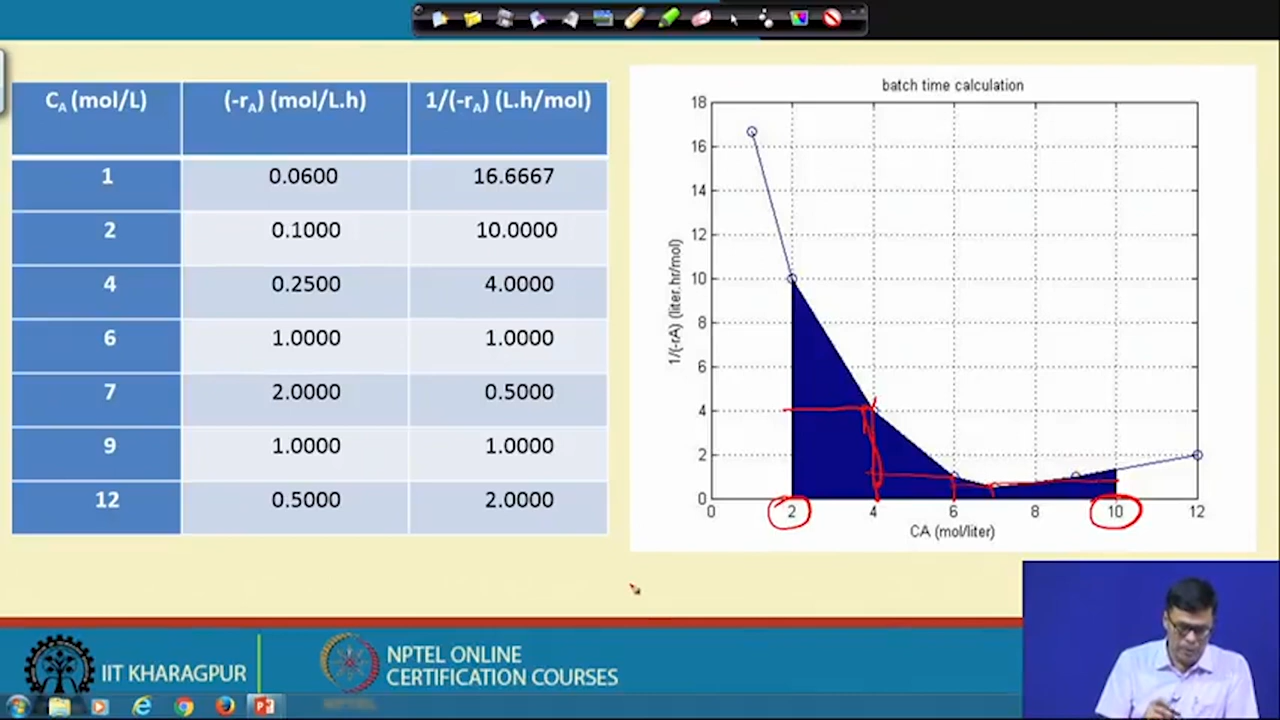 C_A (mol/L) (-r_A) (mol/L.h) 1/(-r_A) (L.h/mol)
1 0.0600 16.6667
2 0.1000 10.0000
4 0.2500 4.0000
6 1.0000 1.0000
7 2.0000 0.5000
9 1.0000 1.0000
12 0.5000 2.0000
batch time calculation
18
16
14
12
10
8
6
4
2
0
1/(-rA) (liter.hr/mol)
0 2 4 6 8 10 12
CA (mol/liter)
IIT KHARAGPUR
NPTEL ONLINE
CERTIFICATION COURSES